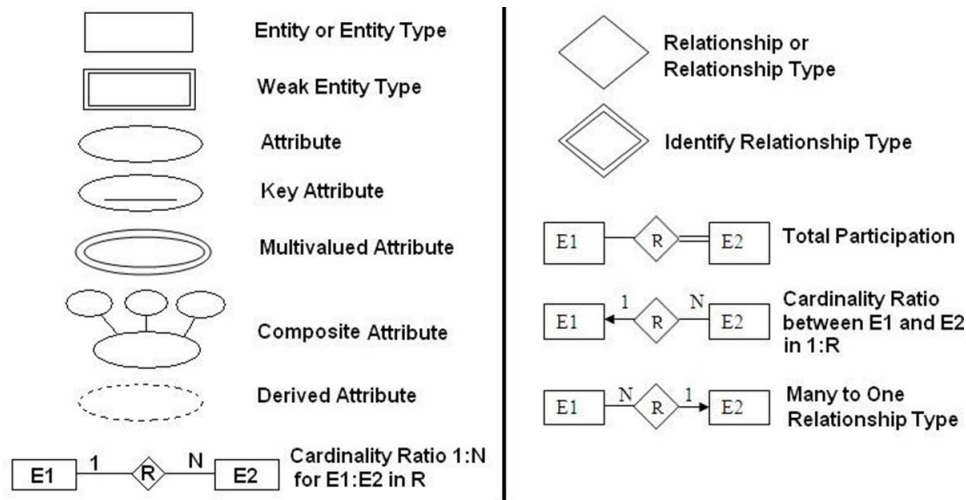 Entity or Entity Type
Weak Entity Type
Attribute
Key Attribute
Multivalued Attribute
Composite Attribute
Derived Attribute
E1 1 R N E2
Cardinality Ratio 1:N
for E1:E2 in R
Relationship or
Relationship Type
Identify Relationship Type
E1 R E2
Total Participation
E1 1 R N E2
Cardinality Ratio
between E1 and E2
in 1:R
E1 N R 1 E2
Many to One
Relationship Type